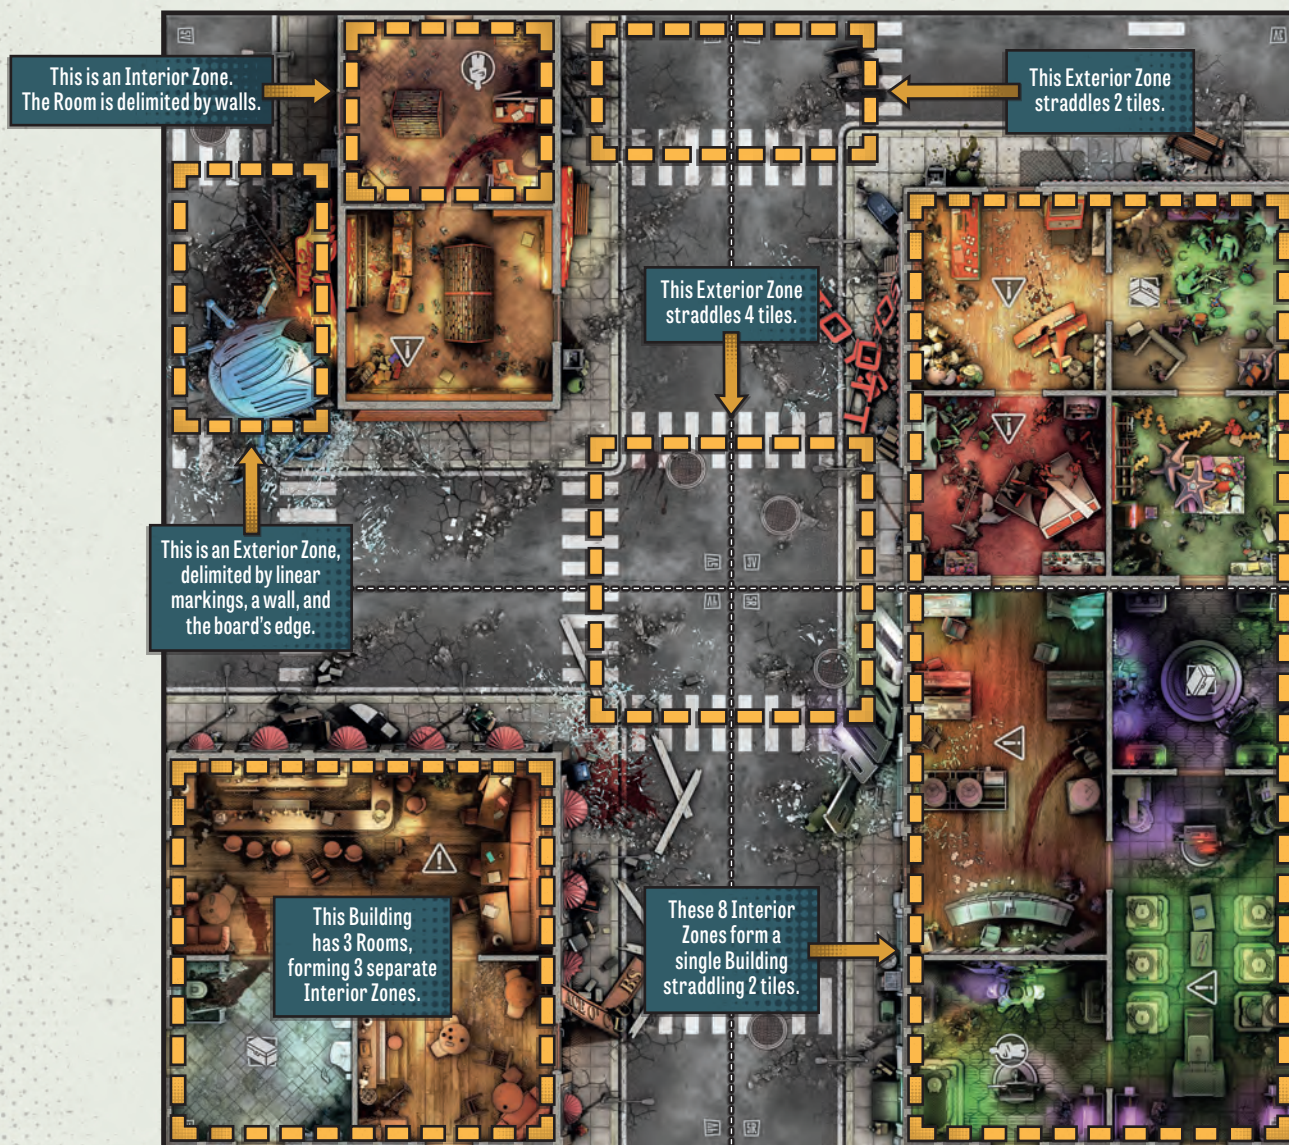 This is an Interior Zone.
The Room is delimited by walls.
This Exterior Zone
straddles 2 tiles.
This Exterior Zone
straddles 4 tiles.
This is an Exterior Zone,
delimited by linear
markings, a wall, and
the board's edge.
This Building
has 3 Rooms,
forming 3 separate
Interior Zones.
These 8 Interior
Zones form a
single Building
straddling 2 tiles.